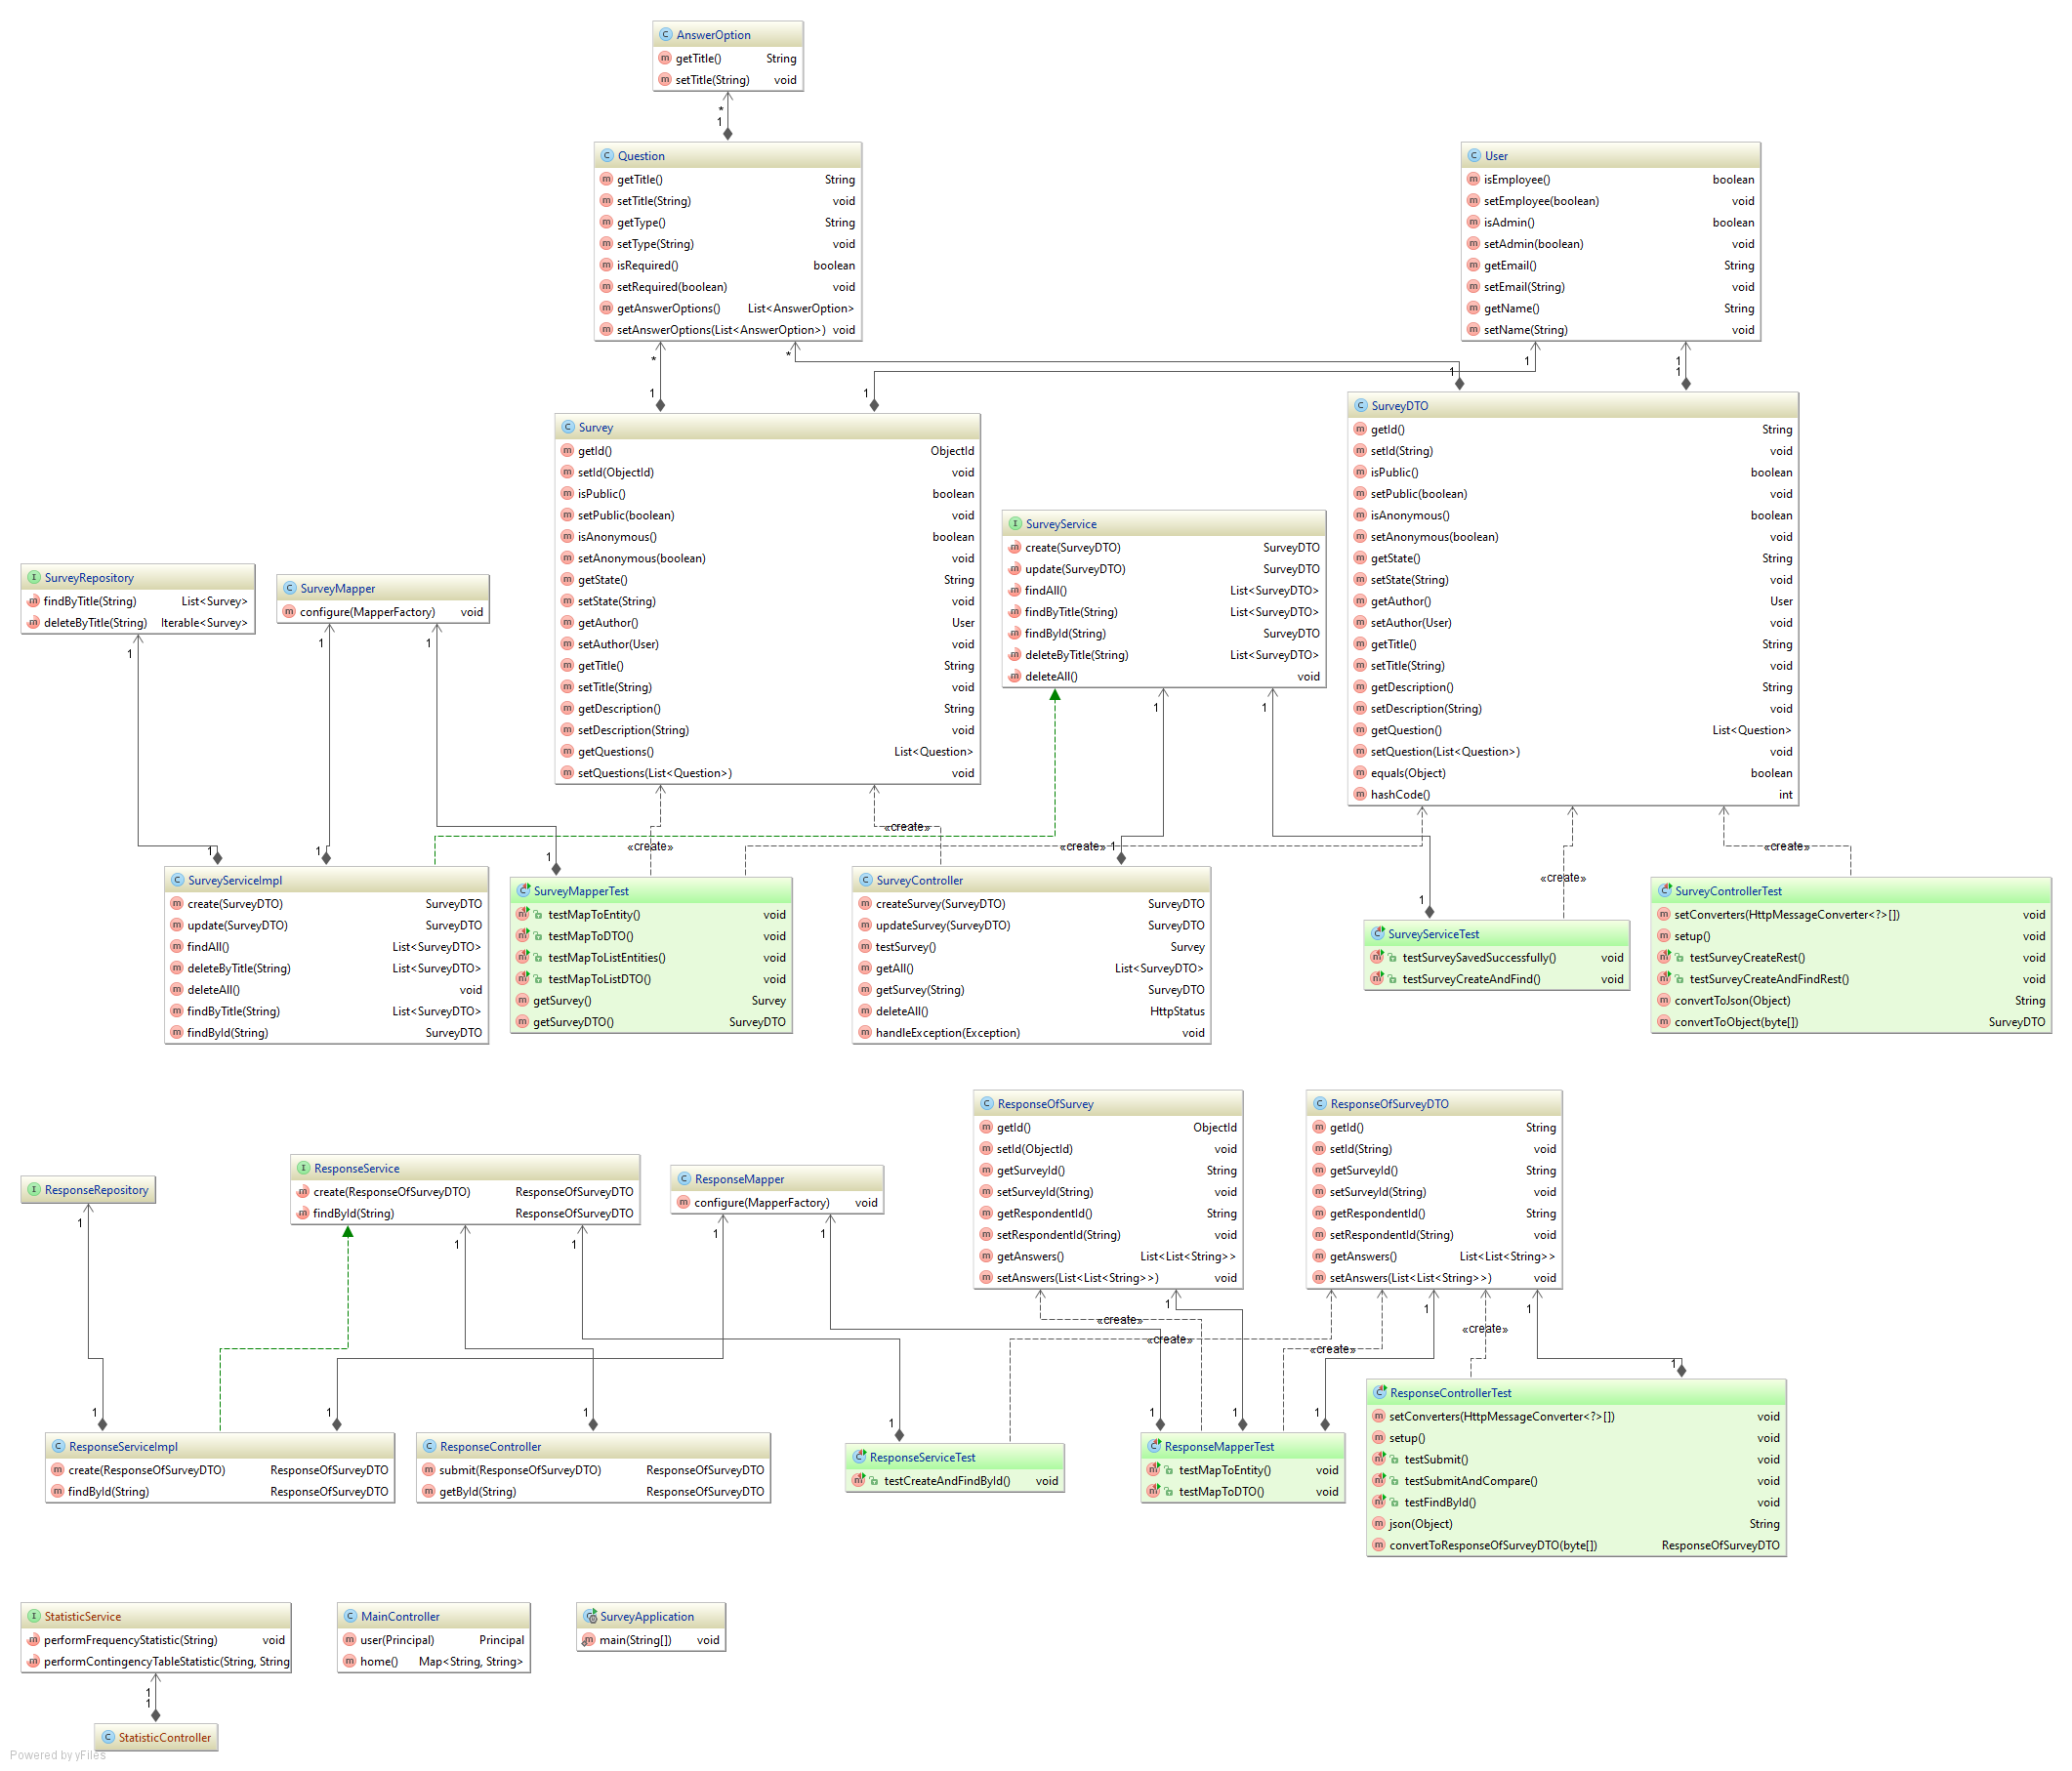 AnswerOption
getTitle() String
setTitle(String) void
*
1
Question
getTitle() String
setTitle(String) void
getType() String
setType(String) void
isRequired() boolean
setRequired(boolean) void
getAnswerOptions() List<AnswerOption>
setAnswerOptions(List<AnswerOption>) void
User
isEmployee() boolean
setEmployee(boolean) void
isAdmin() boolean
setAdmin(boolean) void
getEmail() String
setEmail(String) void
getName() String
setName(String) void
* * 1 1
1 1 1 1
Survey
getId() ObjectId
setId(ObjectId) void
isPublic() boolean
setPublic(boolean) void
isAnonymous() boolean
setAnonymous(boolean) void
getState() String
setState(String) void
getAuthor() User
setAuthor(User) void
getTitle() String
setTitle(String) void
getDescription() String
setDescription(String) void
getQuestions() List<Question>
setQuestions(List<Question>) void
SurveyDTO
getId() String
setId(String) void
isPublic() boolean
setPublic(boolean) void
isAnonymous() boolean
setAnonymous(boolean) void
getState() String
setState(String) void
getAuthor() User
setAuthor(User) void
getTitle() String
setTitle(String) void
getDescription() String
setDescription(String) void
getQuestion() List<Question>
setQuestion(List<Question>) void
equals(Object) boolean
hashCode() int
SurveyService
create(SurveyDTO) SurveyDTO
update(SurveyDTO) SurveyDTO
findAll() List<SurveyDTO>
findByTitle(String) List<SurveyDTO>
findById(String) SurveyDTO
deleteByTitle(String) List<SurveyDTO>
deleteAll() void
SurveyRepository
findByTitle(String) List<Survey>
deleteByTitle(String) Iterable<Survey>
SurveyMapper
configure(MapperFactory) void
1 1 1 1 1
«create»
«create»
«create»
«create»
«create»
1 1 1 1 1
SurveyServiceImpl
create(SurveyDTO) SurveyDTO
update(SurveyDTO) SurveyDTO
findAll() List<SurveyDTO>
deleteByTitle(String) List<SurveyDTO>
deleteAll() void
findByTitle(String) List<SurveyDTO>
findById(String) SurveyDTO
SurveyMapperTest
testMapToEntity() void
testMapToDTO() void
testMapToListEntities() void
testMapToListDTO() void
getSurvey() Survey
getSurveyDTO() SurveyDTO
SurveyController
createSurvey(SurveyDTO) SurveyDTO
updateSurvey(SurveyDTO) SurveyDTO
testSurvey() Survey
getAll() List<SurveyDTO>
getSurvey(String) SurveyDTO
deleteAll() HttpStatus
handleException(Exception) void
SurveyServiceTest
testSurveySavedSuccessfully() void
testSurveyCreateAndFind() void
SurveyControllerTest
setConverters(HttpMessageConverter<?>[]) void
setup() void
testSurveyCreateRest() void
testSurveyCreateAndFindRest() void
convertToJson(Object) String
convertToObject(byte[]) SurveyDTO
ResponseOfSurvey
getId() ObjectId
setId(ObjectId) void
getSurveyId() String
setSurveyId(String) void
getRespondentId() String
setRespondentId(String) void
getAnswers() List<List<String>>
setAnswers(List<List<String>>) void
ResponseOfSurveyDTO
getId() String
setId(String) void
getSurveyId() String
setSurveyId(String) void
getRespondentId() String
setRespondentId(String) void
getAnswers() List<List<String>>
setAnswers(List<List<String>>) void
ResponseRepository
ResponseService
create(ResponseOfSurveyDTO) ResponseOfSurveyDTO
findById(String) ResponseOfSurveyDTO
ResponseMapper
configure(MapperFactory) void
1 1 1 1 1 1 1 1
«create»
«create»
«create»
«create»
1 1 1 1 1 1 1 1
ResponseServiceImpl
create(ResponseOfSurveyDTO) ResponseOfSurveyDTO
findById(String) ResponseOfSurveyDTO
ResponseController
submit(ResponseOfSurveyDTO) ResponseOfSurveyDTO
getById(String) ResponseOfSurveyDTO
ResponseServiceTest
testCreateAndFindById() void
ResponseMapperTest
testMapToEntity() void
testMapToDTO() void
ResponseControllerTest
setConverters(HttpMessageConverter<?>[]) void
setup() void
testSubmit() void
testSubmitAndCompare() void
testFindById() void
json(Object) String
convertToResponseOfSurveyDTO(byte[]) ResponseOfSurveyDTO
StatisticService
performFrequencyStatistic(String) void
performContingencyTableStatistic(String, String
MainController
user(Principal) Principal
home() Map<String, String>
SurveyApplication
main(String[]) void
1
1
StatisticController
Powered by yFiles